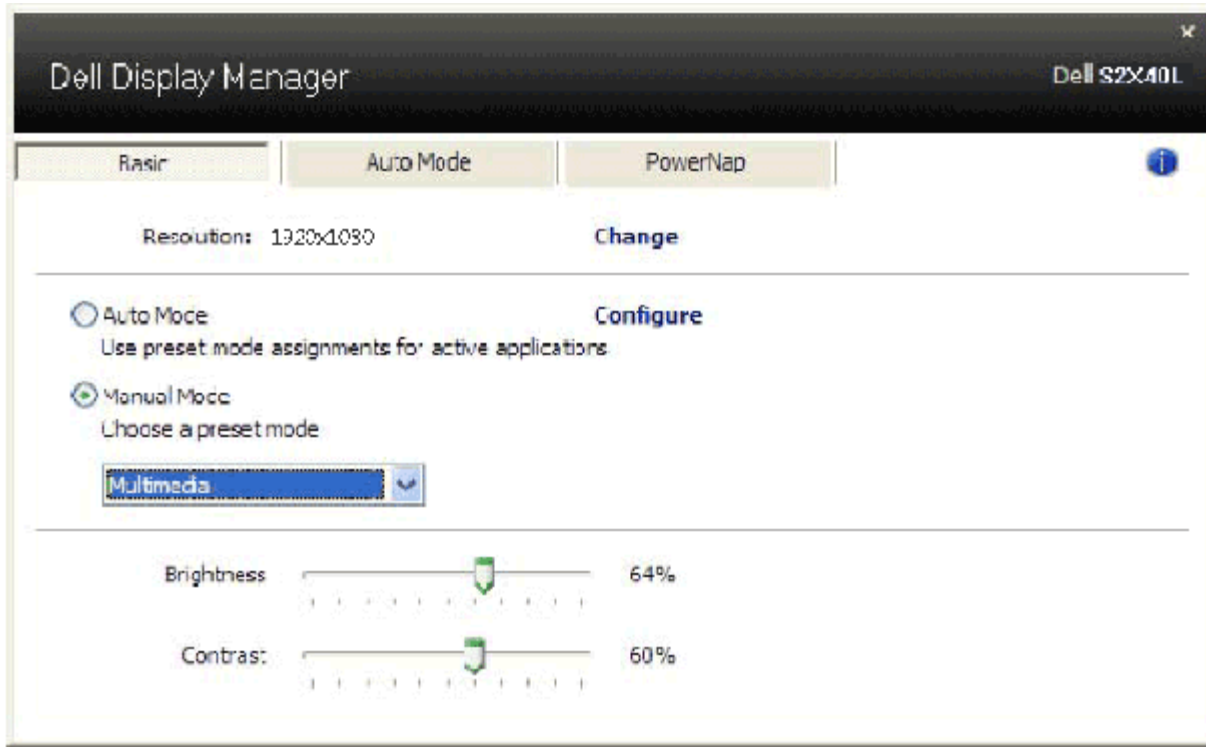 Dell Display Manager
Dell S2X40L
Basic
Auto Mode
PowerNap
Resolution: 1920x1080
Change
Auto Mode
Configure
Use preset mode assignments for active applications
Manual Mode
Choose a preset mode
Multimedia
Brightness
64%
Contrast
60%